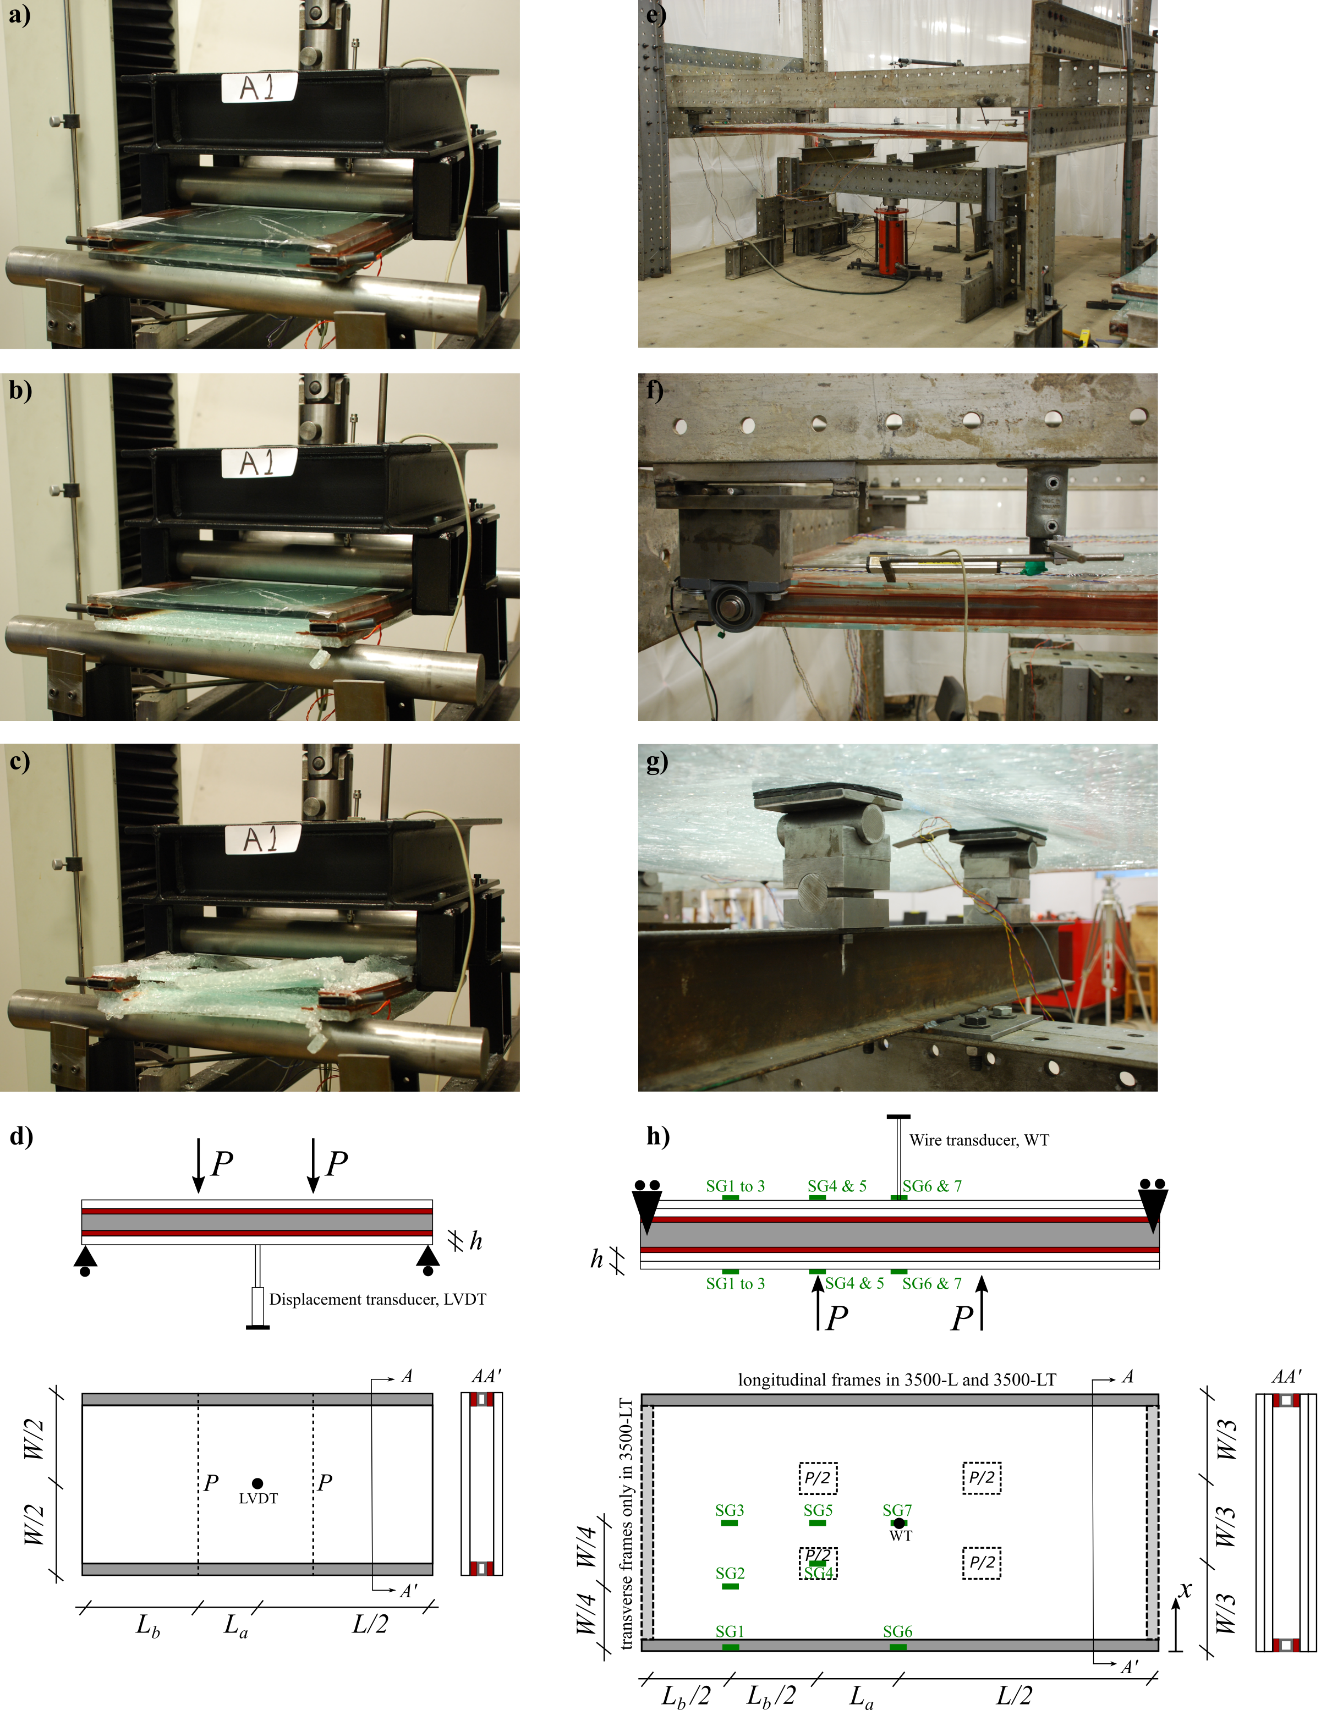 a)
A1
b)
A1
c)
A1
d)
P
P
h
Displacement transducer, LVDT
A
AA'
W/2
P
P
LVDT
W/2
A'
L_b
L_a
L/2
e)
f)
g)
h)
Wire transducer, WT
SG1 to 3
SG4 & 5
SG6 & 7
h
SG1 to 3
SG4 & 5
SG6 & 7
P
P
longitudinal frames in 3500-L and 3500-LT
A
AA'
transverse frames only in 3500-LT
P/2
P/2
W/3
SG3
SG5
SG7
WT
W/4
P/2
P/2
W/3
SG2
SG4
W/4
x
W/3
SG1
SG6
A'
L_b/2
L_b/2
L_a
L/2